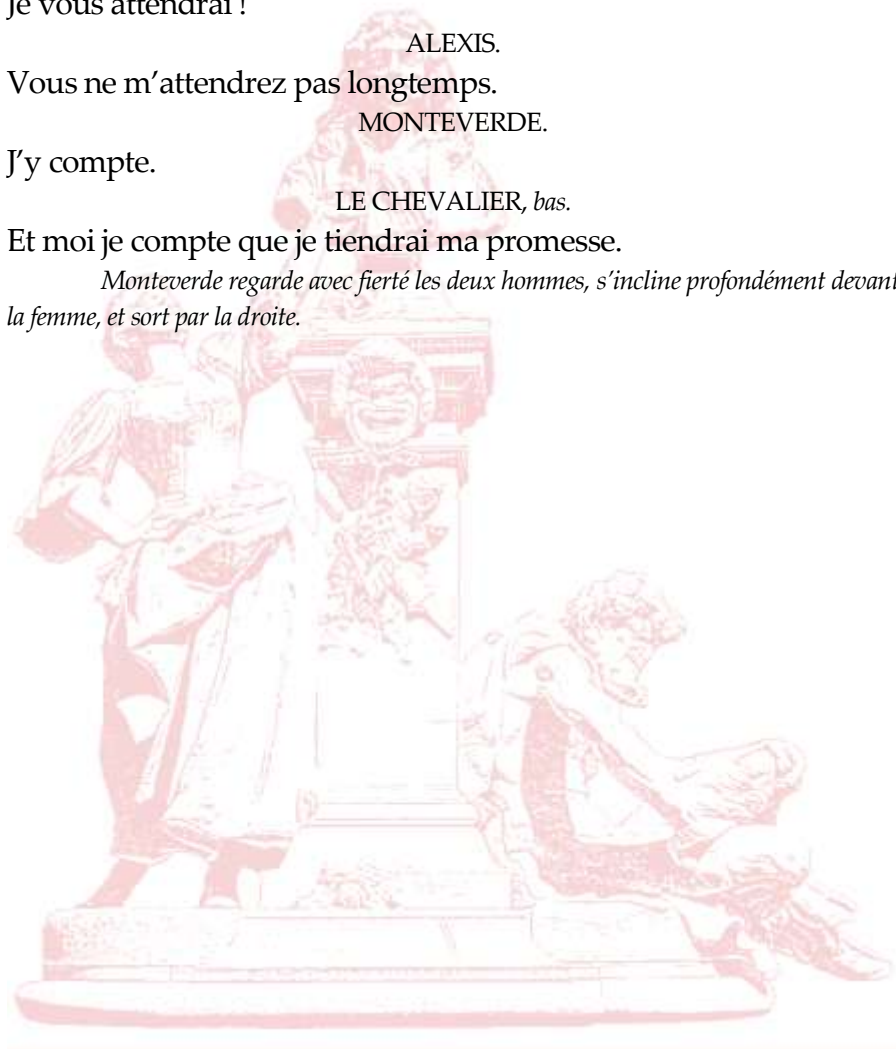 Je vous attendrai !
ALEXIS.
Vous ne m’attendrez pas longtemps.
MONTEVERDE.
J’y compte.
LE CHEVALIER, bas.
Et moi je compte que je tiendrai ma promesse.
Monteverde regarde avec fierté les deux hommes, s’incline profondément devant
la femme, et sort par la droite.